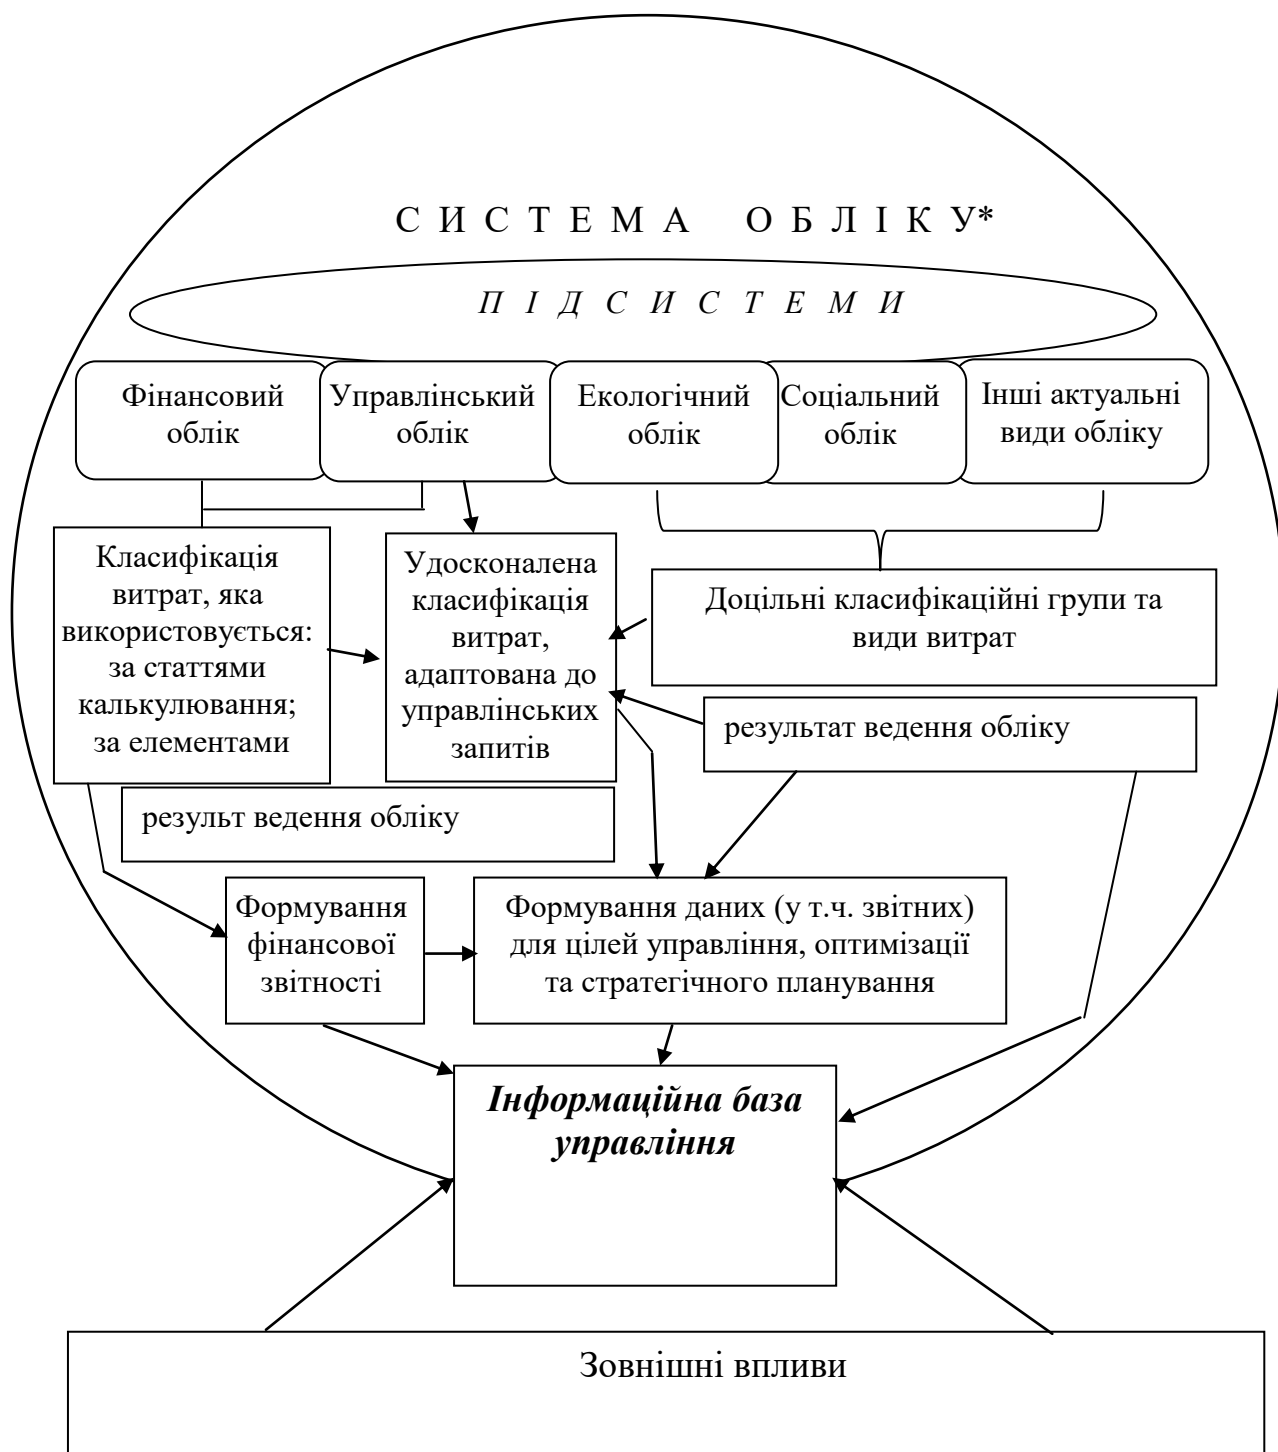 С И С Т Е М А О Б Л І К У*
П І Д С И С Т Е М И
Фінансовий
облік
Управлінський
облік
Екологічний
облік
Соціальний
облік
Інші актуальні
види обліку
Класифікація
витрат, яка
використовується:
за статтями
калькулювання;
за елементами
Удосконалена
класифікація
витрат,
адаптована до
управлінських
запитів
Доцільні класифікаційні групи та
види витрат
результат ведення обліку
результ ведення обліку
Формування
фінансової
звітності
Формування даних (у т.ч. звітних)
для цілей управління, оптимізації
та стратегічного планування
Інформаційна база
управління
Зовнішні впливи